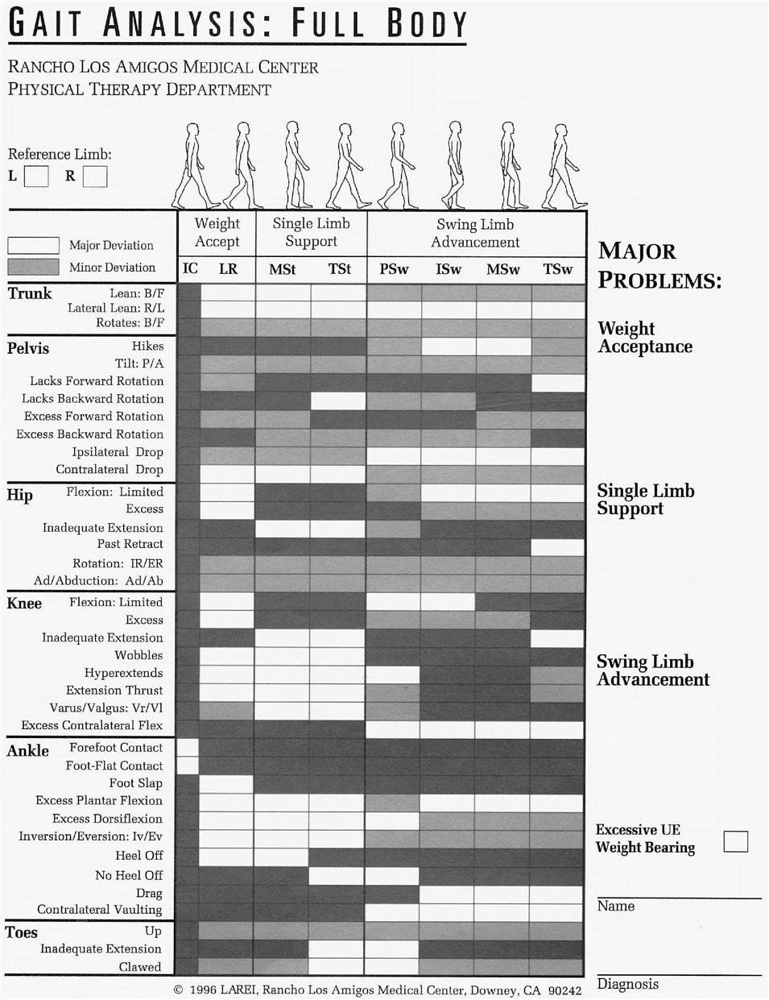 GAIT ANALYSIS: FULL BODY
RANCHO LOS AMIGOS MEDICAL CENTER
PHYSICAL THERAPY DEPARTMENT
Reference Limb:
L R
Weight Accept
Single Limb Support
Swing Limb Advancement
Major Deviation
Minor Deviation
IC LR MSt TSt PSw ISw MSw TSw
Trunk Lean: B/F
Lateral Lean: R/L
Rotates: B/F
Pelvis Hikes
Tilt: P/A
Lacks Forward Rotation
Lacks Backward Rotation
Excess Forward Rotation
Excess Backward Rotation
Ipsilateral Drop
Contralateral Drop
Hip Flexion: Limited
Excess
Inadequate Extension
Past Retract
Rotation: IR/ER
Ad/Abduction: Ad/Ab
Knee Flexion: Limited
Excess
Inadequate Extension
Wobbles
Hyperextends
Extension Thrust
Varus/Valgus: Vr/Vl
Excess Contralateral Flex
Ankle Forefoot Contact
Foot-Flat Contact
Foot Slap
Excess Plantar Flexion
Excess Dorsiflexion
Inversion/Eversion: Iv/Ev
Heel Off
No Heel Off
Drag
Contralateral Vaulting
Toes Up
Inadequate Extension
Clawed
MAJOR
PROBLEMS:
Weight
Acceptance
Single Limb
Support
Swing Limb
Advancement
Excessive UE
Weight Bearing
Name
Diagnosis
© 1996 LAREI, Rancho Los Amigos Medical Center, Downey, CA 90242